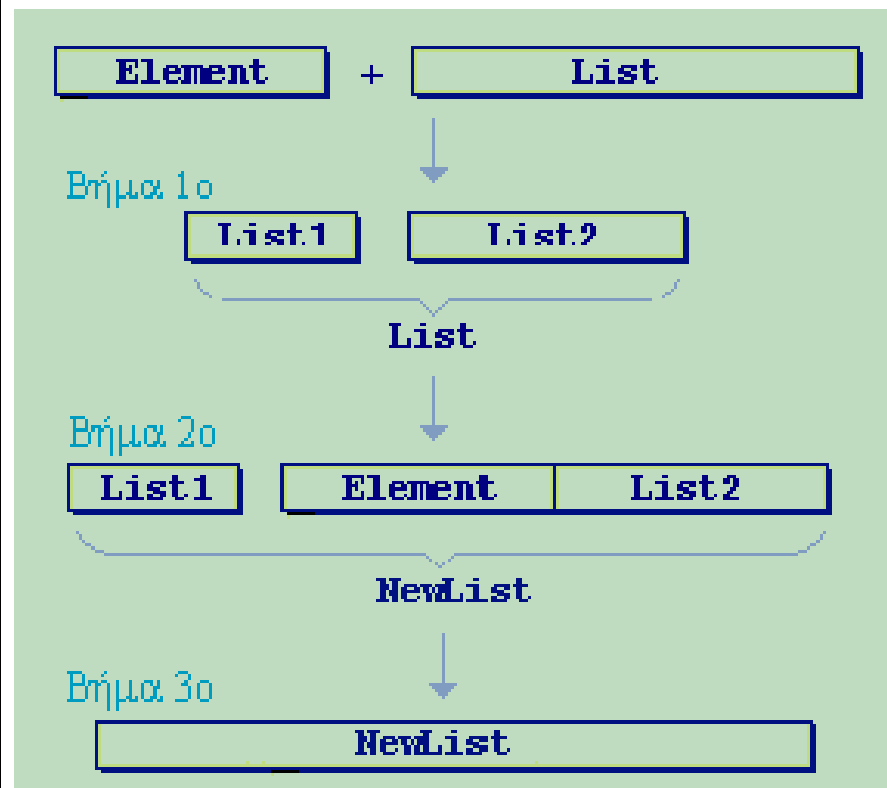 Element + List
Βήμα 1ο
List1 List2
List
Βήμα 2ο
List1 Element List2
NewList
Βήμα 3ο
NewList